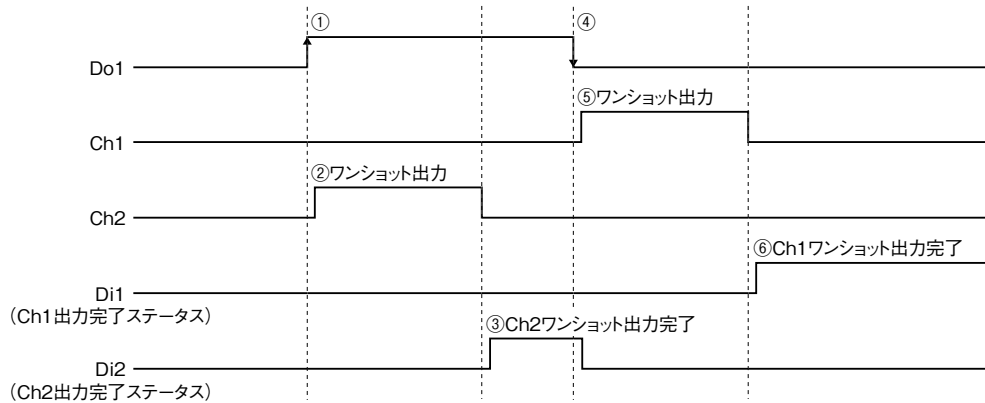 ① ④
Do1
⑤ワンショット出力
Ch1
②ワンショット出力
Ch2
⑥Ch1ワンショット出力完了
Di1
（Ch1出力完了ステータス）
③Ch2ワンショット出力完了
Di2
（Ch2出力完了ステータス）